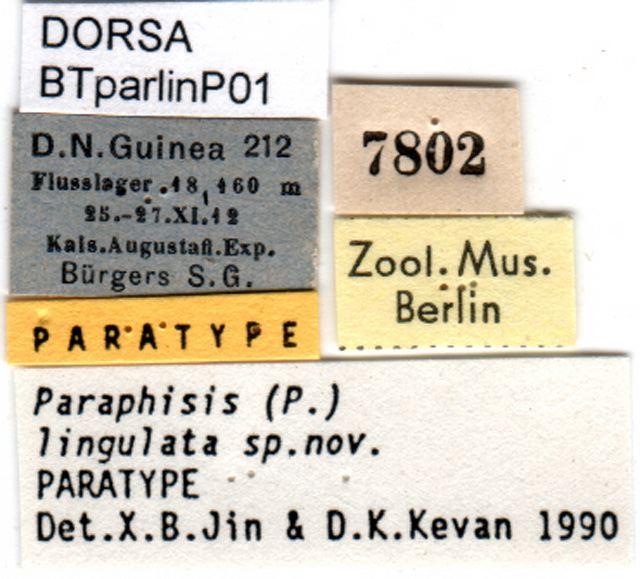 DORSA
BTparlinP01
D.N.Guinea 212
Flusslager.18, 160 m
25.-27.XI.12
Kais.Augustafl.Exp.
Bürgers S.G.
PARATYPE
7802
Zool. Mus.
Berlin
Paraphisis (P.)
lingulata sp.nov.
PARATYPE
Det.X.B.Jin & D.K.Kevan 1990